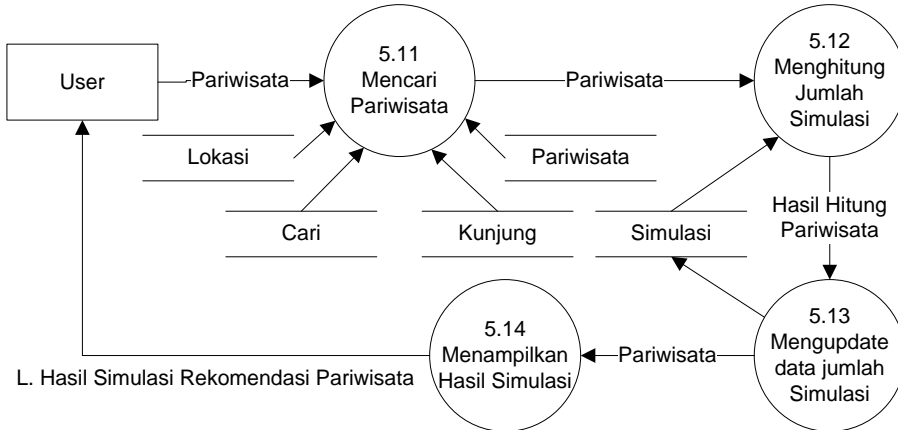 User
Pariwisata
5.11
Mencari
Pariwisata
Pariwisata
5.12
Menghitung
Jumlah
Simulasi
Lokasi
Pariwisata
Cari
Kunjung
Simulasi
Hasil Hitung
Pariwisata
5.13
Mengupdate
data jumlah
Simulasi
Pariwisata
5.14
Menampilkan
Hasil Simulasi
L. Hasil Simulasi Rekomendasi Pariwisata